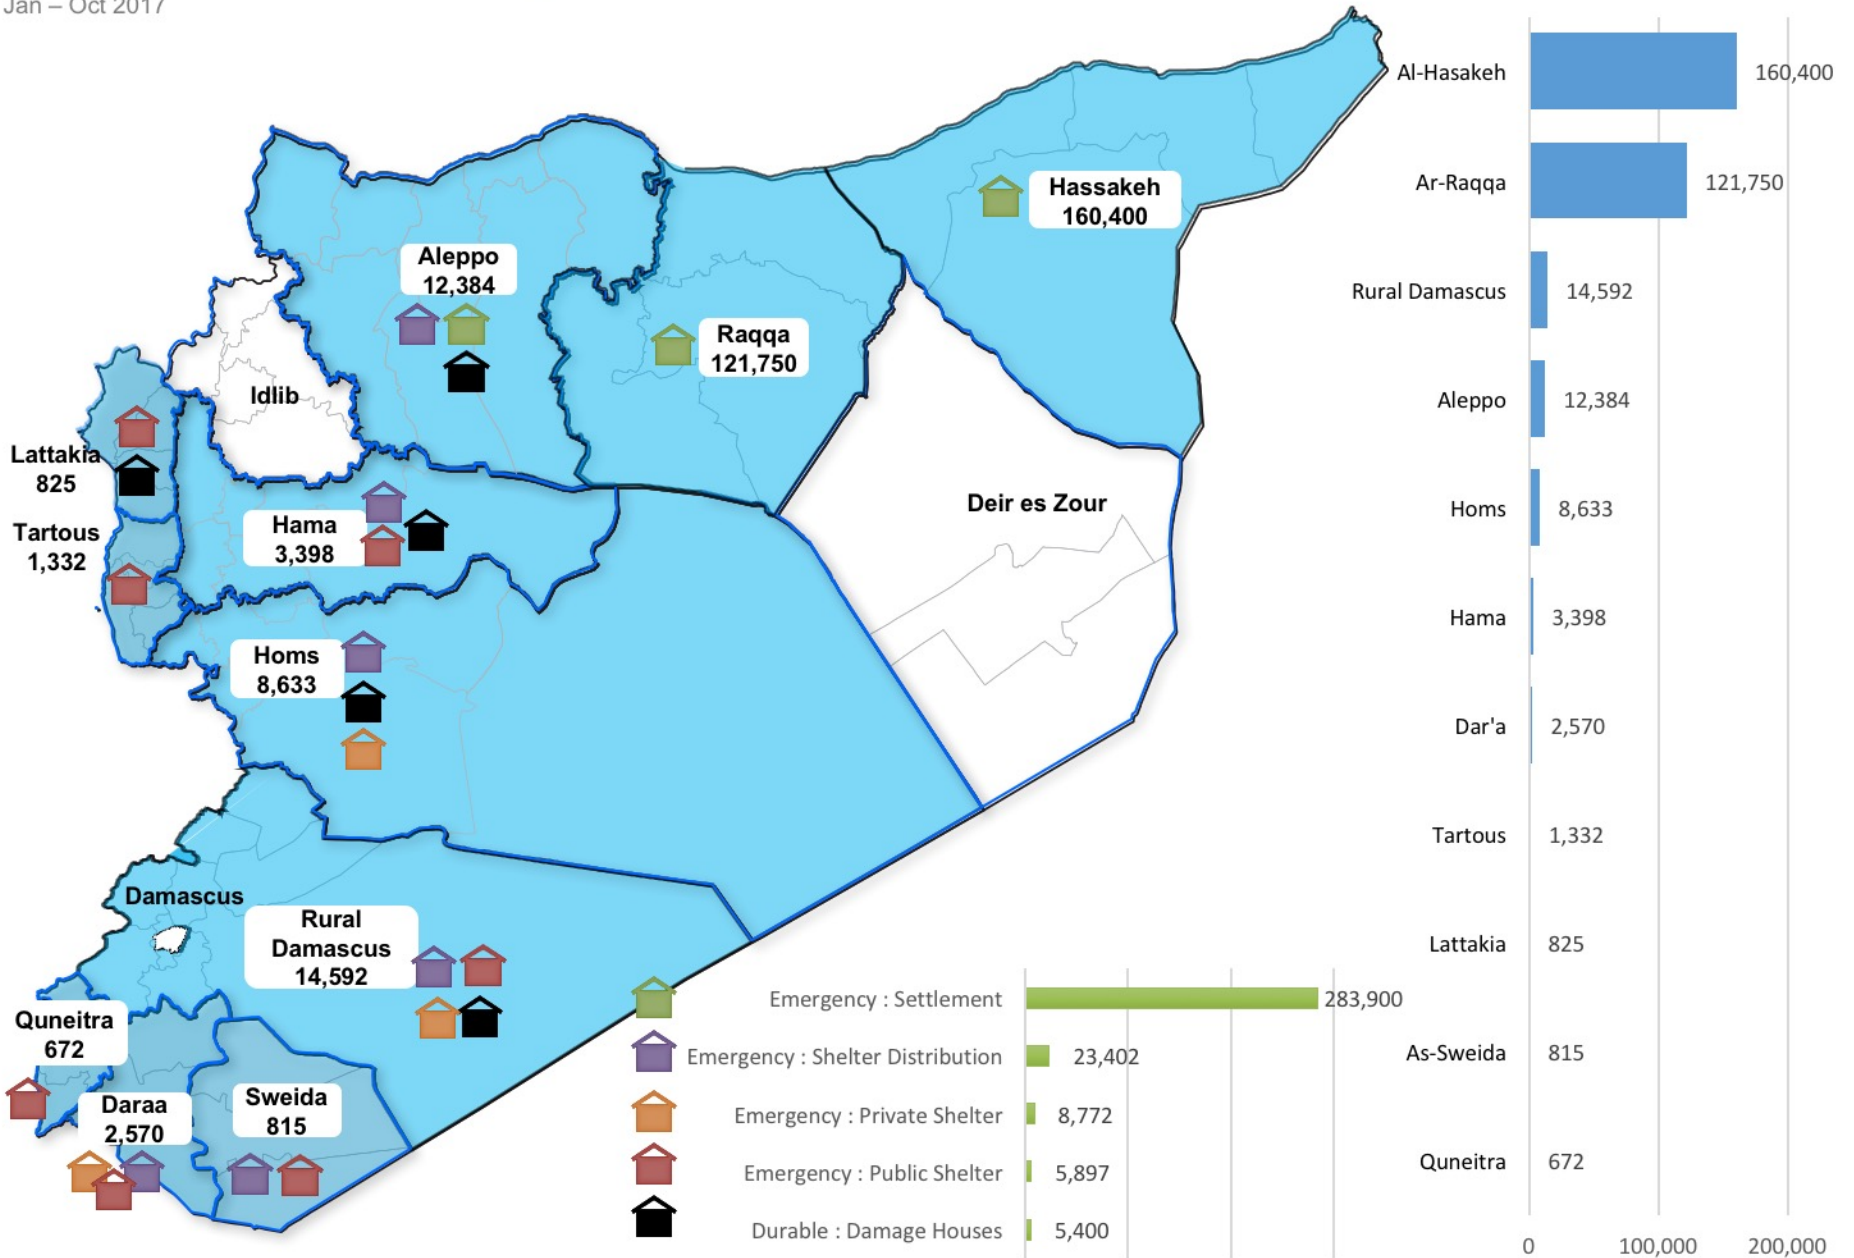 Jan – Oct 2017
Hassakeh
160,400
Aleppo
12,384
Raqqa
121,750
Idlib
Lattakia
825
Deir es Zour
Tartous
1,332
Hama
3,398
Homs
8,633
Damascus
Rural
Damascus
14,592
Quneitra
672
Daraa
2,570
Sweida
815
Emergency : Settlement 283,900
Emergency : Shelter Distribution 23,402
Emergency : Private Shelter 8,772
Emergency : Public Shelter 5,897
Durable : Damage Houses 5,400
Al-Hasakeh 160,400
Ar-Raqqa 121,750
Rural Damascus 14,592
Aleppo 12,384
Homs 8,633
Hama 3,398
Dar'a 2,570
Tartous 1,332
Lattakia 825
As-Sweida 815
Quneitra 672
0 100,000 200,000